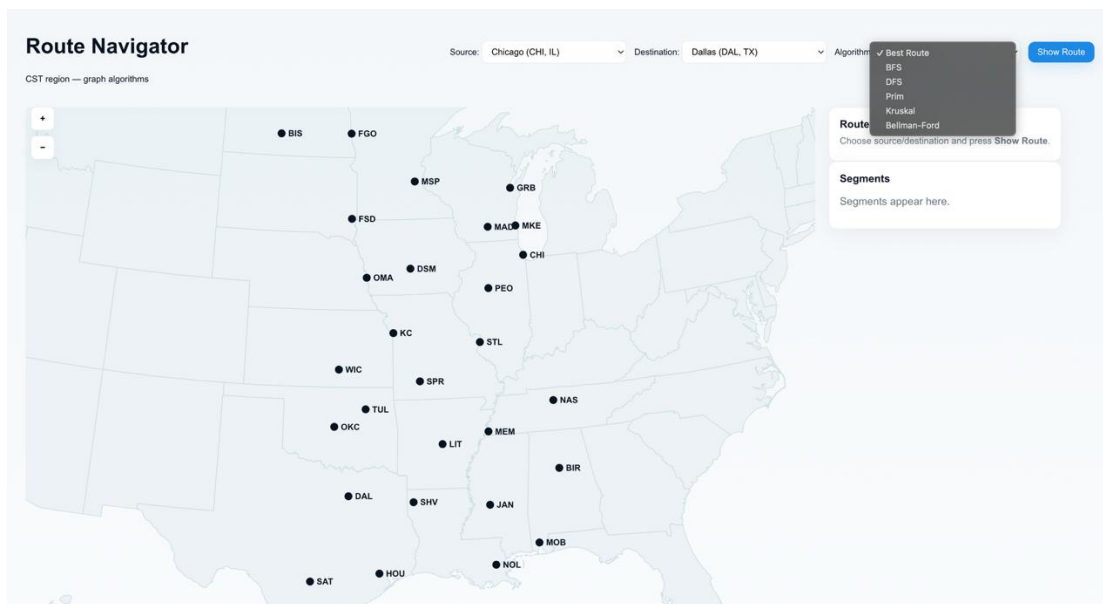 Route Navigator
Source: Chicago (CHI, IL) Destination: Dallas (DAL, TX) Algorithm ✓ Best Route Show Route
BFS
DFS
Prim
Kruskal
Bellman-Ford
CST region — graph algorithms
+
-
Route
Choose source/destination and press Show Route.
Segments
Segments appear here.
BIS
FGO
MSP
GRB
FSD
MAD
MKE
CHI
DSM
OMA
PEO
KC
STL
WIC
SPR
NAS
TUL
OKC
MEM
LIT
BIR
DAL
SHV
JAN
MOB
NOL
HOU
SAT